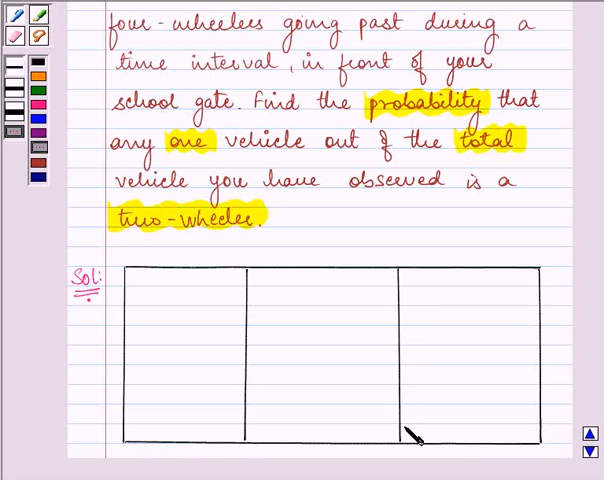 four-wheelers going past during a
time interval, in front of your
school gate. Find the probability that
any one vehicle out of the total
vehicle you have observed is a
two-wheeler.
Sol: